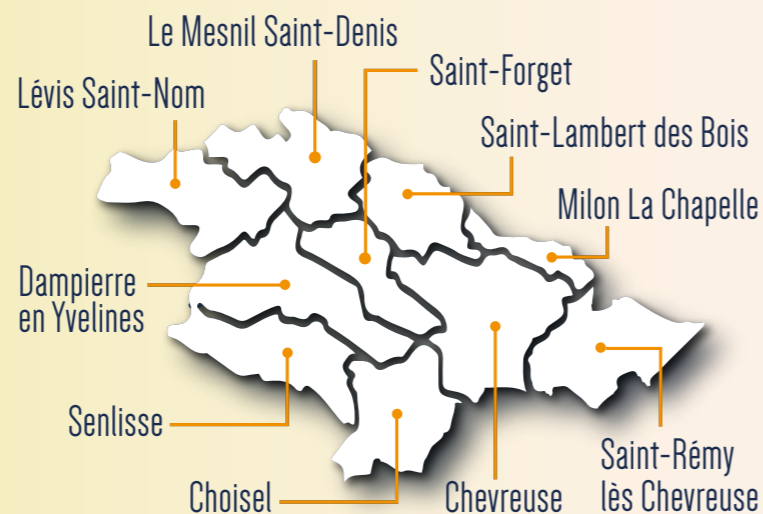 Le Mesnil Saint-Denis
Saint-Forget
Lévis Saint-Nom
Saint-Lambert des Bois
Milon La Chapelle
Dampierre
en Yvelines
Senlisse
Saint-Rémy
lès Chevreuse
Choisel
Chevreuse